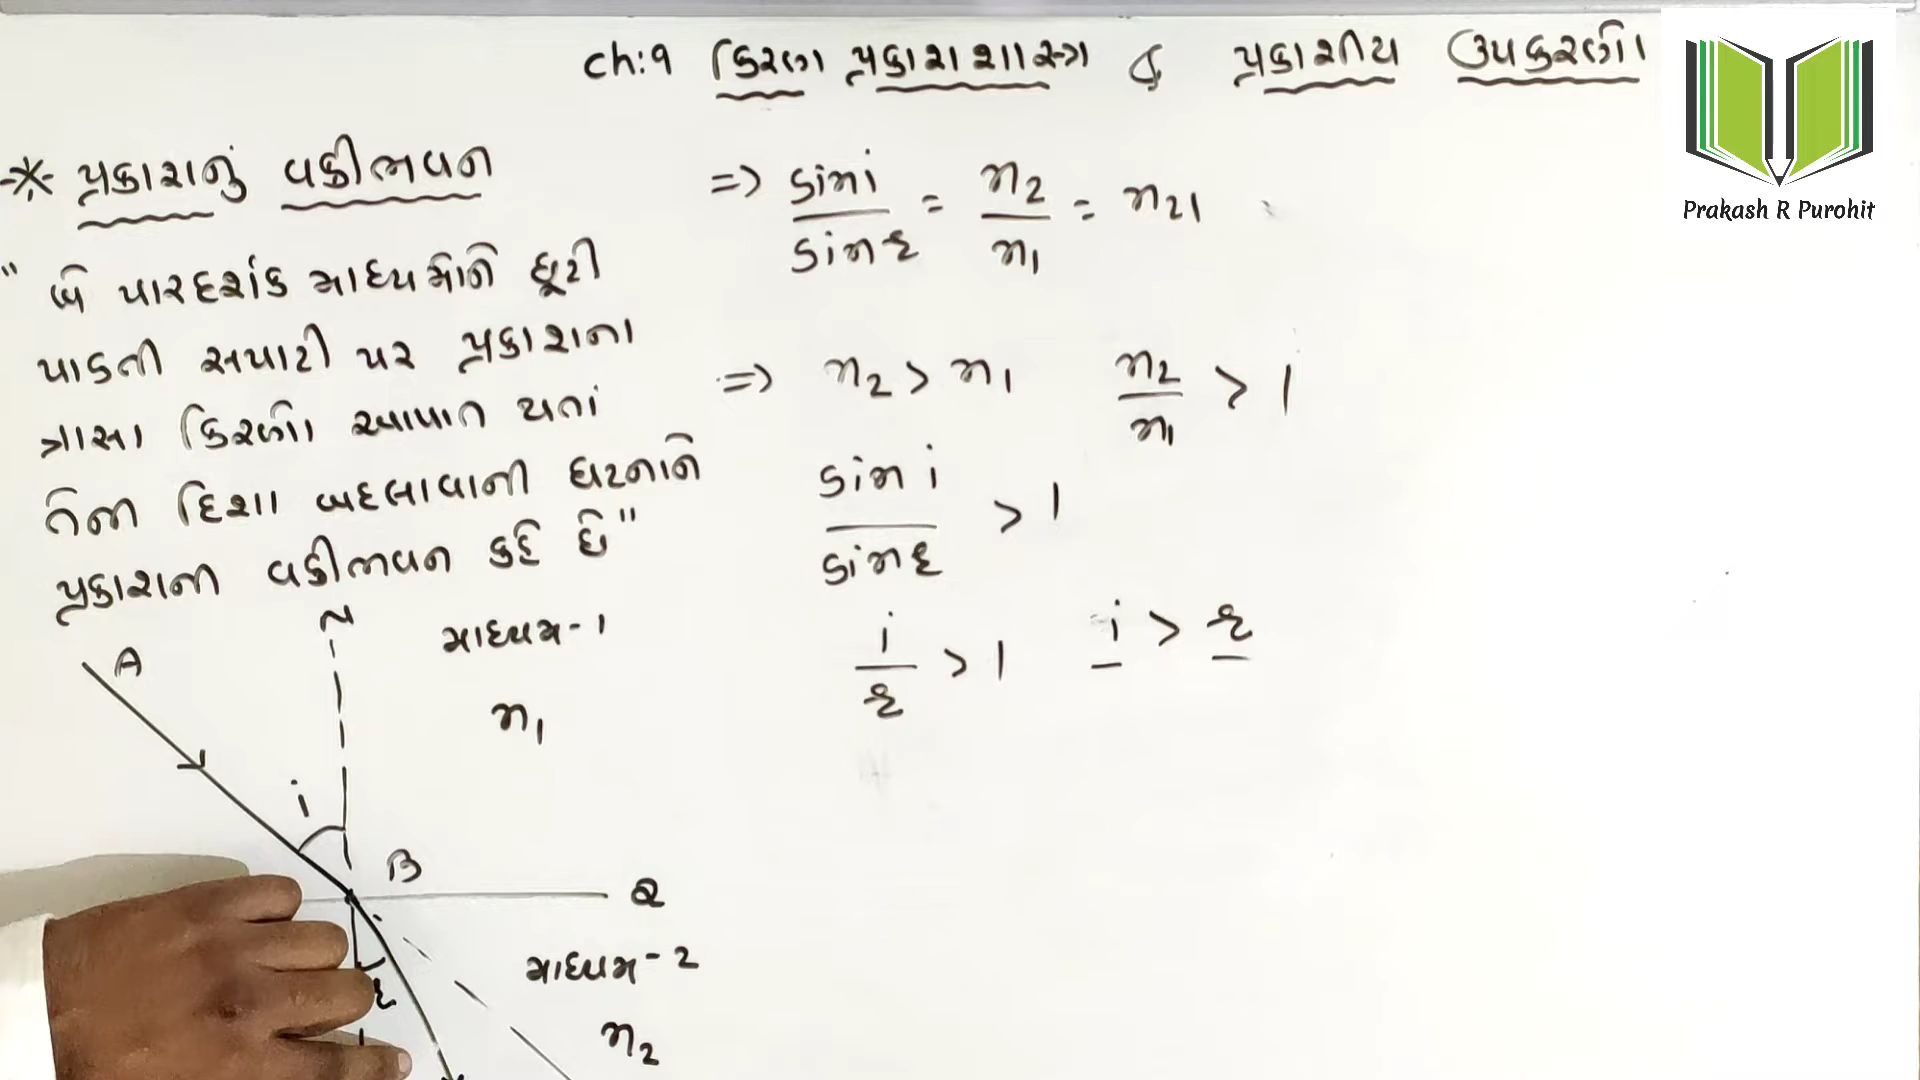 ch:૧ કિરણ પ્રકાશશાસ્ત્ર & પ્રકાશીય ઉપકરણો
Prakash R Purohit
* પ્રકાશનું વક્રીભવન
"બે પારદર્શક માધ્યમોને છૂટી
પાડતી સપાટી પર પ્રકાશના
ત્રાંસા કિરણો આપાત થતાં
તેની દિશા બદલાવાની ઘટનાને
પ્રકાશના વક્રીભવન કહે છે"
=> sin i / sin r = n₂ / n₁ = n₂₁
=> n₂ > n₁ n₂ / n₁ > 1
sin i / sin r > 1
i / r > 1 i > r
N
A
માધ્યમ-1
n₁
i
B
Q
માધ્યમ-2
r
n₂